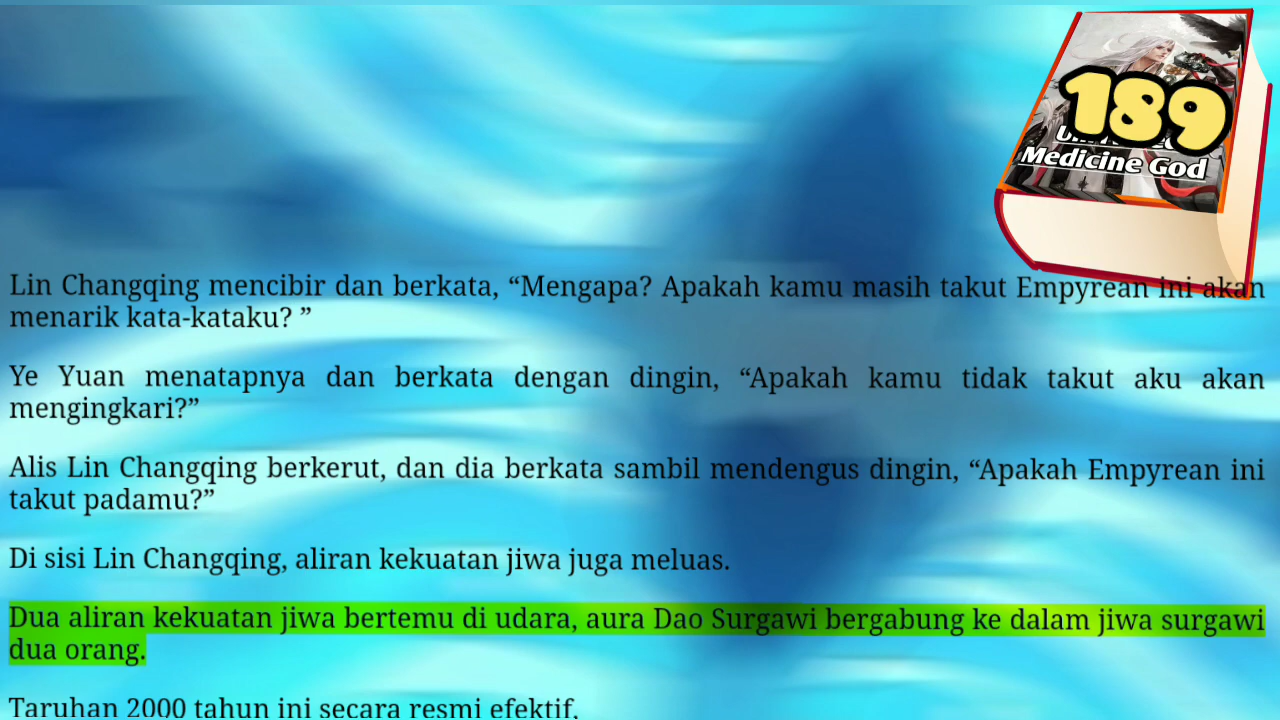 189
Medicine God
Lin Changqing mencibir dan berkata, “Mengapa? Apakah kamu masih takut Empyrean ini akan
menarik kata-kataku? ”
Ye Yuan menatapnya dan berkata dengan dingin, “Apakah kamu tidak takut aku akan
mengingkari?”
Alis Lin Changqing berkerut, dan dia berkata sambil mendengus dingin, “Apakah Empyrean ini
takut padamu?”
Di sisi Lin Changqing, aliran kekuatan jiwa juga meluas.
Dua aliran kekuatan jiwa bertemu di udara, aura Dao Surgawi bergabung ke dalam jiwa surgawi
dua orang.
Taruhan 2000 tahun ini secara resmi efektif,